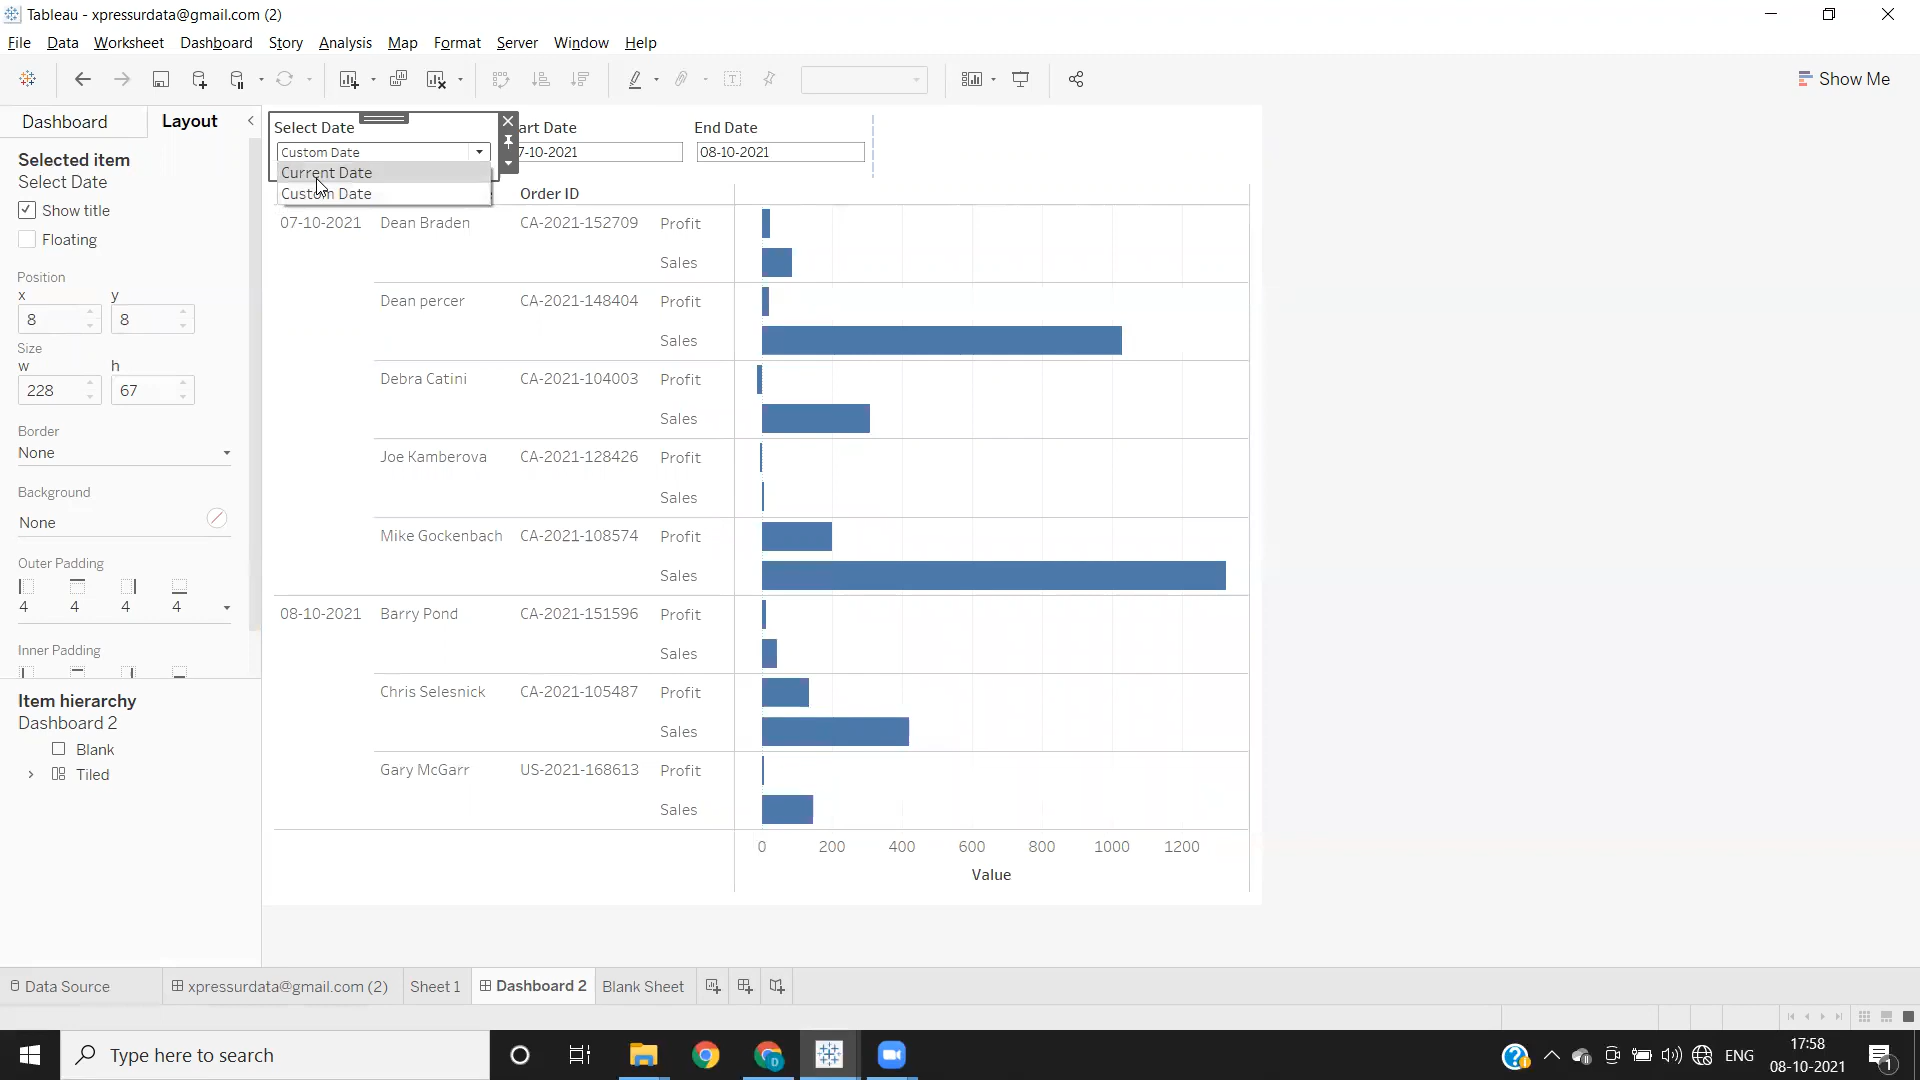 Tableau - xpressurdata@gmail.com (2)
File Data Worksheet Dashboard Story Analysis Map Format Server Window Help
Show Me
Dashboard Layout
Selected item
Select Date
Show title
Floating
Position
x y
8 8
Size
w h
228 67
Border
None
Background
None
Outer Padding
4 4 4 4
Inner Padding
Item hierarchy
Dashboard 2
Blank
Tiled
Select Date art Date End Date
Custom Date 7-10-2021 08-10-2021
Current Date
Custom Date Order ID
07-10-2021 Dean Braden CA-2021-152709 Profit
Sales
Dean percer CA-2021-148404 Profit
Sales
Debra Catini CA-2021-104003 Profit
Sales
Joe Kamberova CA-2021-128426 Profit
Sales
Mike Gockenbach CA-2021-108574 Profit
Sales
08-10-2021 Barry Pond CA-2021-151596 Profit
Sales
Chris Selesnick CA-2021-105487 Profit
Sales
Gary McGarr US-2021-168613 Profit
Sales
0 200 400 600 800 1000 1200
Value
Data Source xpressurdata@gmail.com (2) Sheet 1 Dashboard 2 Blank Sheet
Type here to search
ENG
17:58
08-10-2021
1